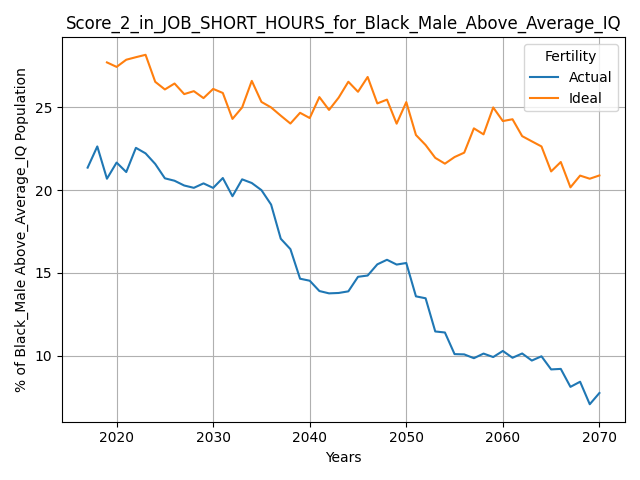 Score_2_in_JOB_SHORT_HOURS_for_Black_Male_Above_Average_IQ
Fertility
Actual
Ideal
% of Black_Male Above_Average_IQ Population
25
20
15
10
2020 2030 2040 2050 2060 2070
Years